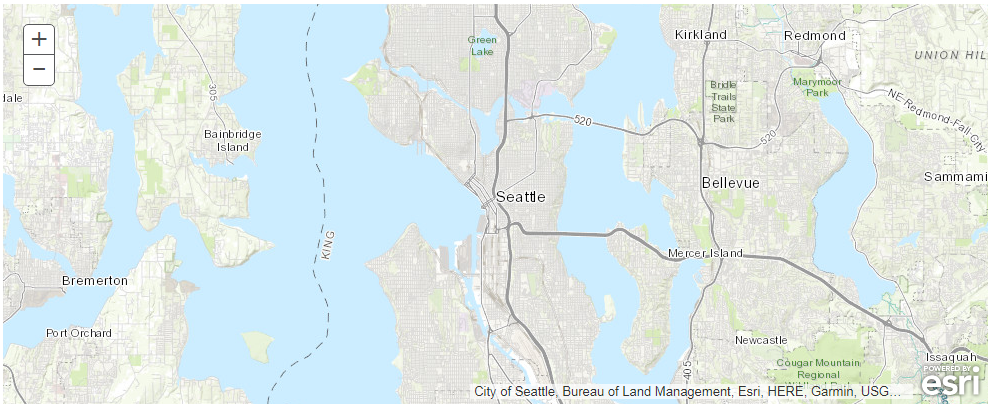 +
−
Green
Lake
Kirkland
Redmond
UNION HIL
305
dale
Bridle
Trails
State
Park
Marymoor
Park
NE Redmond-Fall City
520
520
Bainbridge
Island
Sammami
Bellevue
Seattle
KING
Mercer Island
Bremerton
Port Orchard
Newcastle
Issaquah
Cougar Mountain
Regional
405
POWERED BY
esri
City of Seattle, Bureau of Land Management, Esri, HERE, Garmin, USG...